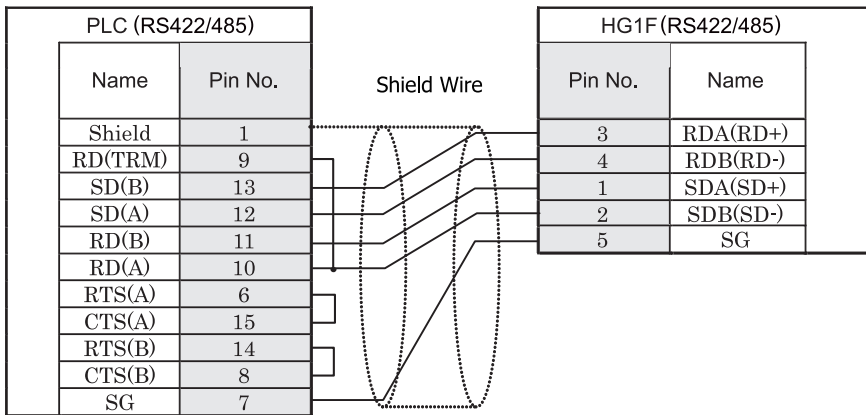 PLC (RS422/485)
Name Pin No.
Shield 1
RD(TRM) 9
SD(B) 13
SD(A) 12
RD(B) 11
RD(A) 10
RTS(A) 6
CTS(A) 15
RTS(B) 14
CTS(B) 8
SG 7
Shield Wire
HG1F(RS422/485)
Pin No. Name
3 RDA(RD+)
4 RDB(RD-)
1 SDA(SD+)
2 SDB(SD-)
5 SG